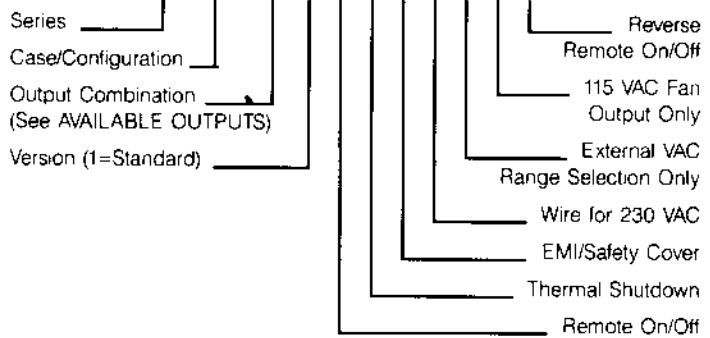 Series
Case/Configuration
Output Combination
(See AVAILABLE OUTPUTS)
Version (1=Standard)
Reverse
Remote On/Off
115 VAC Fan
Output Only
External VAC
Range Selection Only
Wire for 230 VAC
EMI/Safety Cover
Thermal Shutdown
Remote On/Off